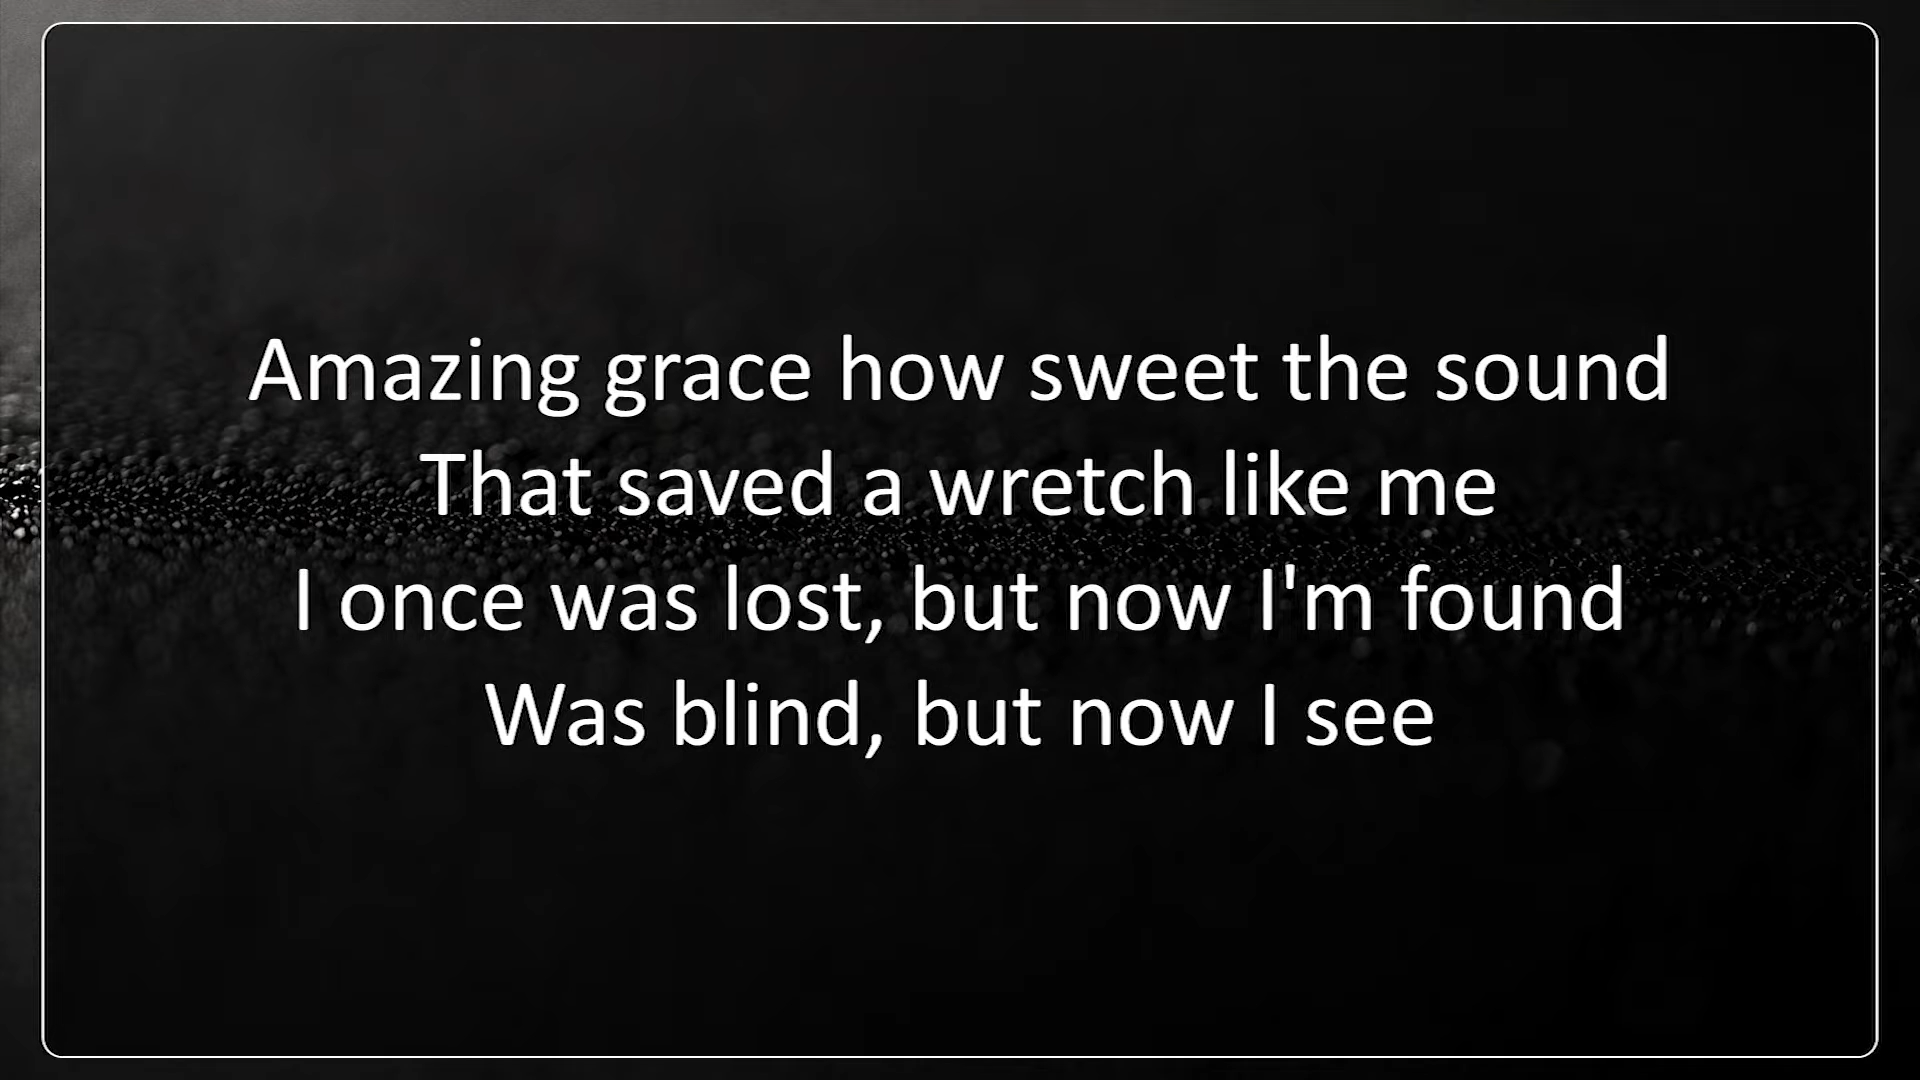 Amazing grace how sweet the sound
That saved a wretch like me
I once was lost, but now I'm found
Was blind, but now I see